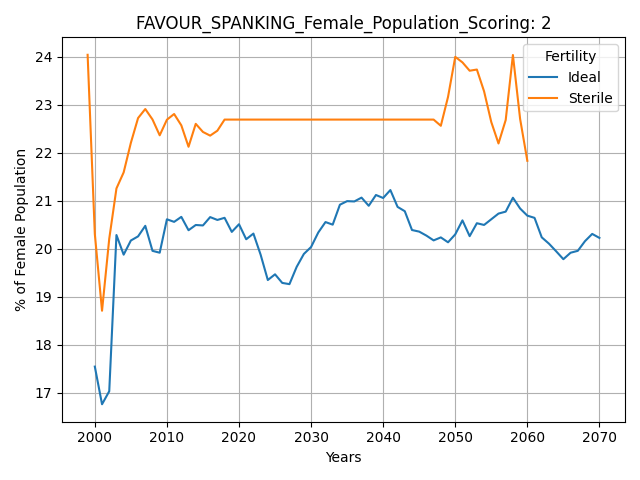 FAVOUR_SPANKING_Female_Population_Scoring: 2
Fertility
Ideal
Sterile
% of Female Population
24
23
22
21
20
19
18
17
2000 2010 2020 2030 2040 2050 2060 2070
Years